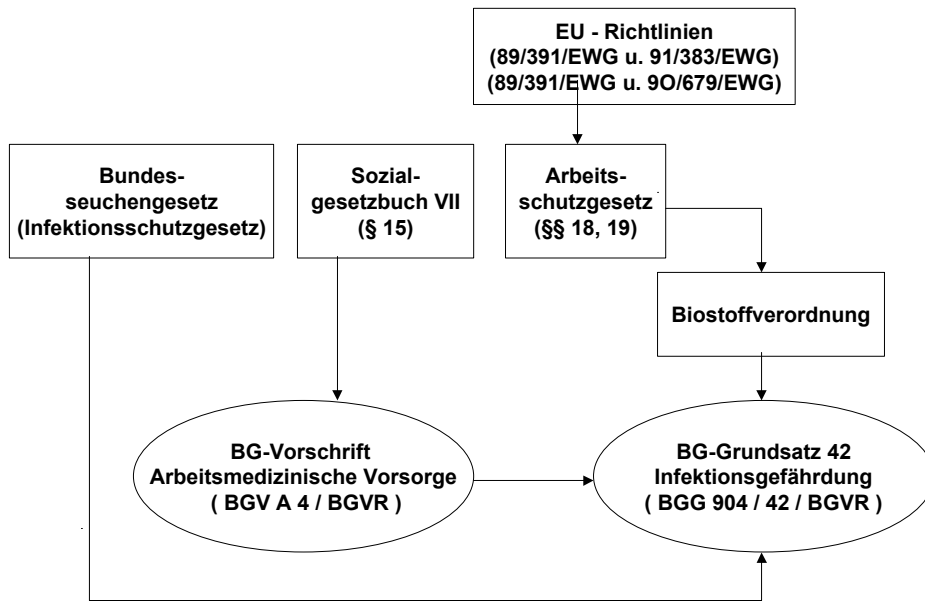 EU - Richtlinien
(89/391/EWG u. 91/383/EWG)
(89/391/EWG u. 9O/679/EWG)
Bundes-
seuchengesetz
(Infektionsschutzgesetz)
Sozial-
gesetzbuch VII
(§ 15)
Arbeits-
schutzgesetz
(§§ 18, 19)
Biostoffverordnung
BG-Vorschrift
Arbeitsmedizinische Vorsorge
( BGV A 4 / BGVR )
BG-Grundsatz 42
Infektionsgefährdung
( BGG 904 / 42 / BGVR )